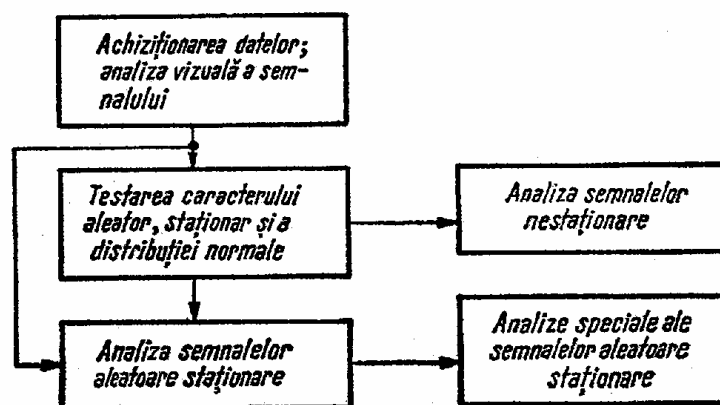 Achiziționarea datelor;
analiza vizuală a sem-
nalului
Testarea caracterului
aleator, staționar și a
distribuției normale
Analiza semnalelor
nestaționare
Analiza semnalelor
aleatoare staționare
Analize speciale ale
semnalelor aleatoare
staționare